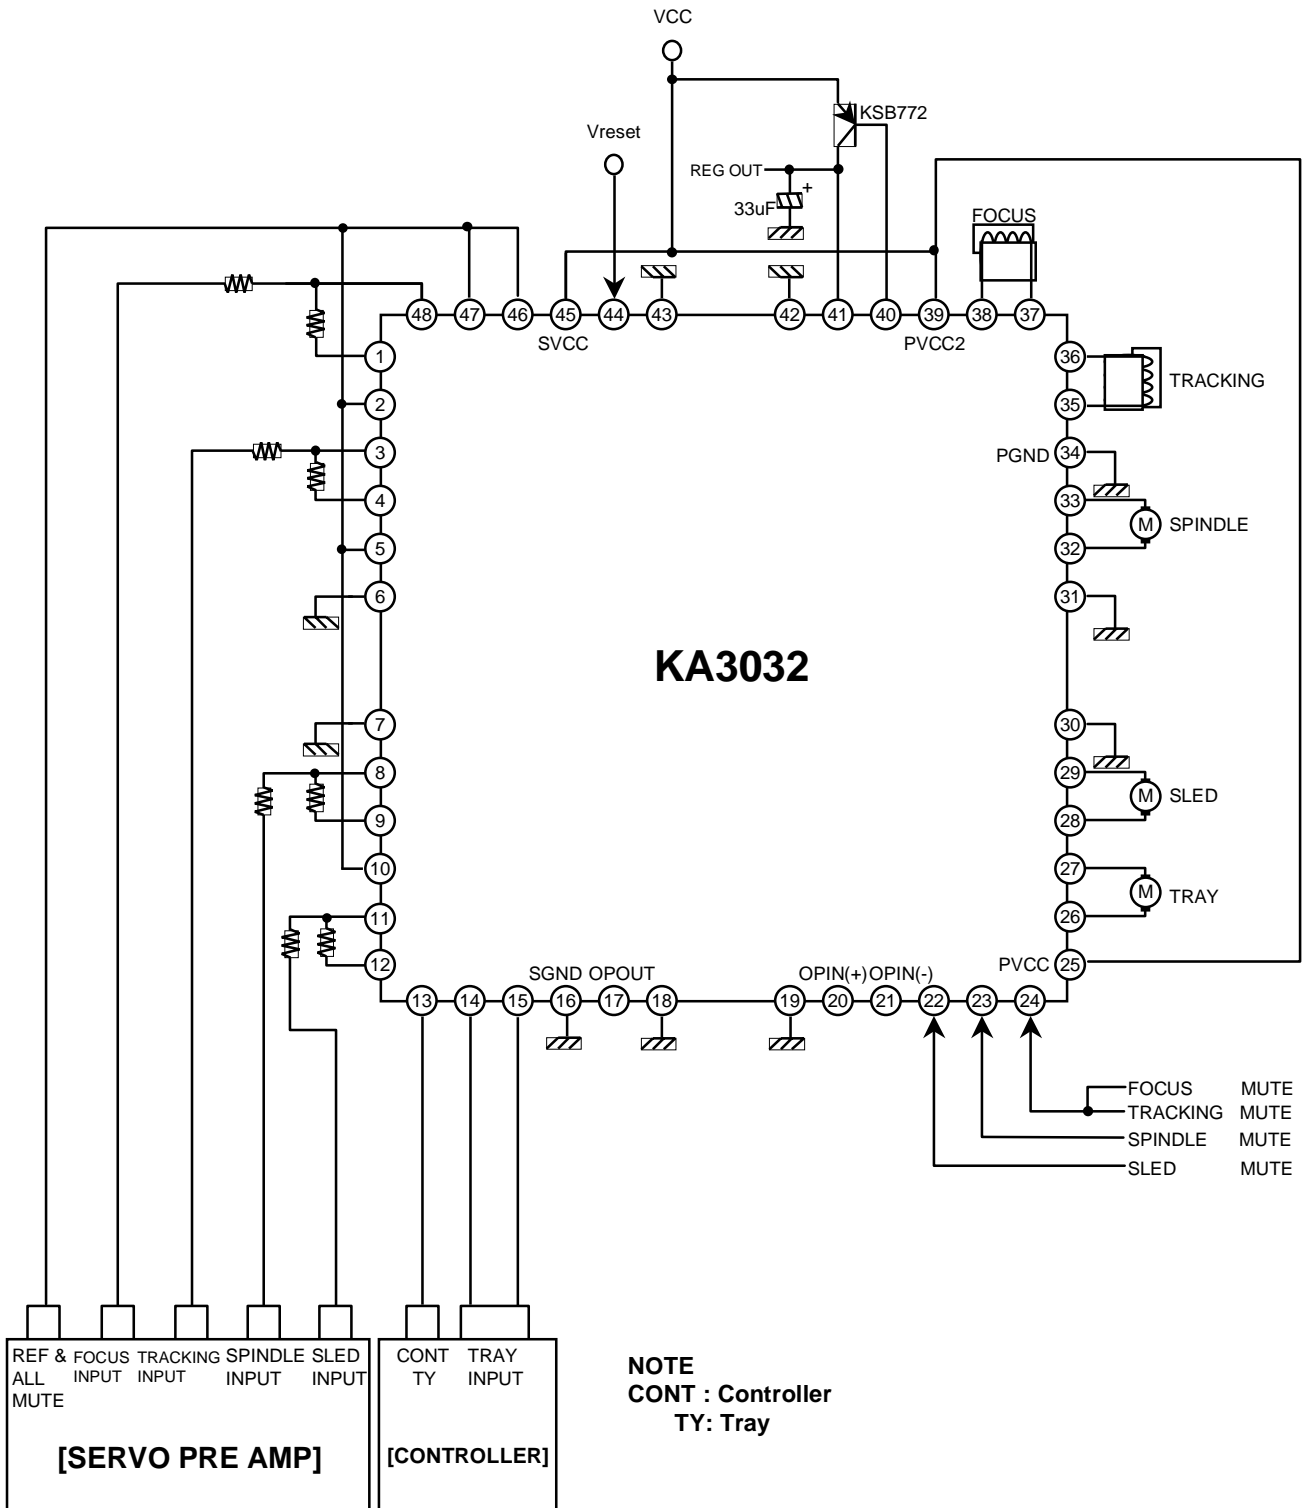 VCC
KSB772
Vreset
REG OUT
+
33uF
FOCUS
48 47 46 45 44 43 42 41 40 39 38 37
SVCC PVCC2
1
2
3
4
5
6
7
8
9
10
11
12
36
35
PGND 34
33
32
31
30
29
28
27
26
PVCC 25
TRACKING
M SPINDLE
M SLED
M TRAY
KA3032
SGND OPOUT OPIN(+) OPIN(-)
13 14 15 16 17 18 19 20 21 22 23 24
FOCUS MUTE
TRACKING MUTE
SPINDLE MUTE
SLED MUTE
REF &
ALL
MUTE
FOCUS
INPUT
TRACKING
INPUT
SPINDLE
INPUT
SLED
INPUT
[SERVO PRE AMP]
CONT
TY
TRAY
INPUT
[CONTROLLER]
NOTE
CONT : Controller
TY: Tray